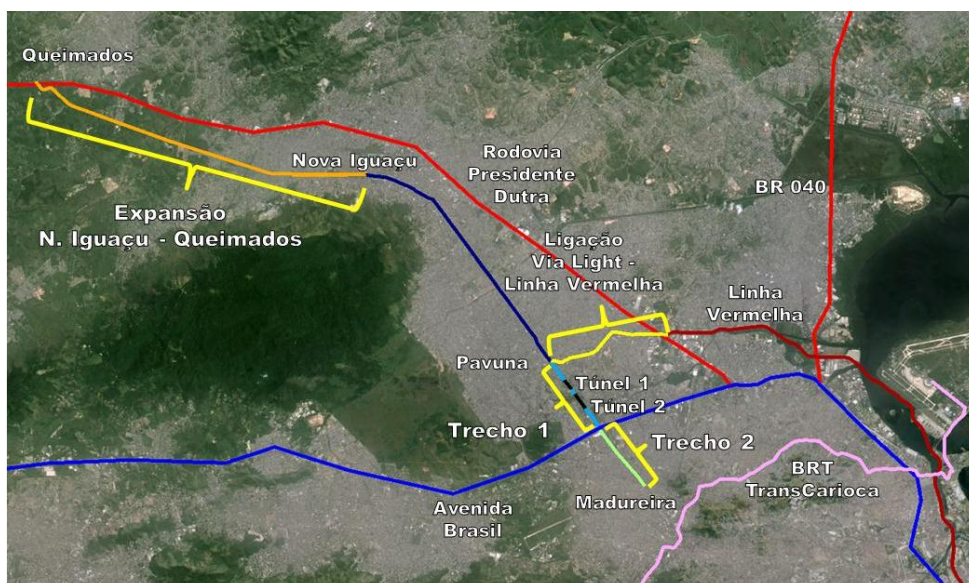 Queimados
Nova Iguaçu
Rodovia
Presidente
Dutra
BR 040
Expansão
N. Iguaçu - Queimados
Ligação
Via Light -
Linha Vermelha
Linha
Vermelha
Pavuna
Túnel 1
Túnel 2
Trecho 1
Trecho 2
BRT
TransCarioca
Madureira
Avenida
Brasil